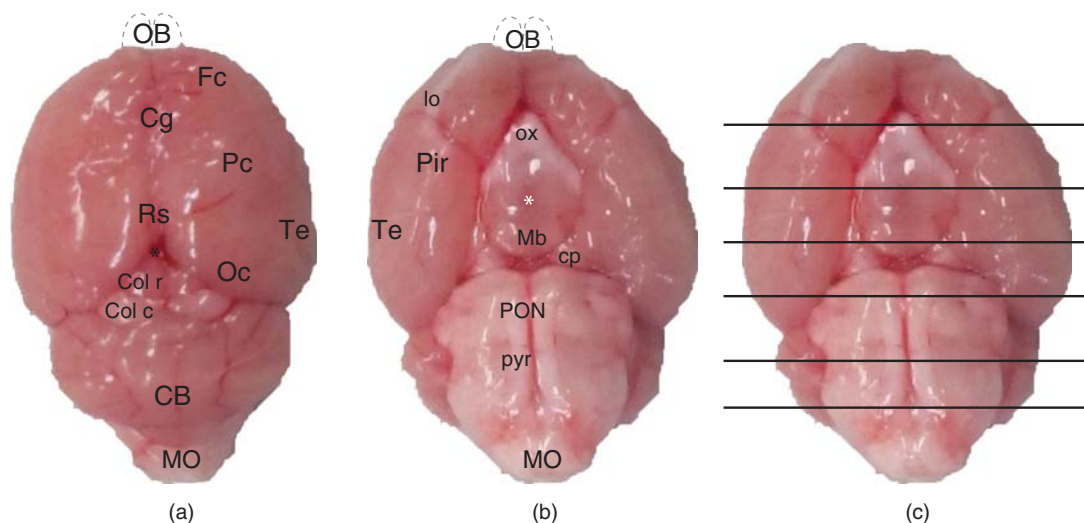 OB
Fc
Cg
Pc
Rs
Te
*
Oc
Col r
Col c
CB
MO
(a)
OB
lo
ox
Pir
*
Te
Mb
cp
PON
pyr
MO
(b)
(c)